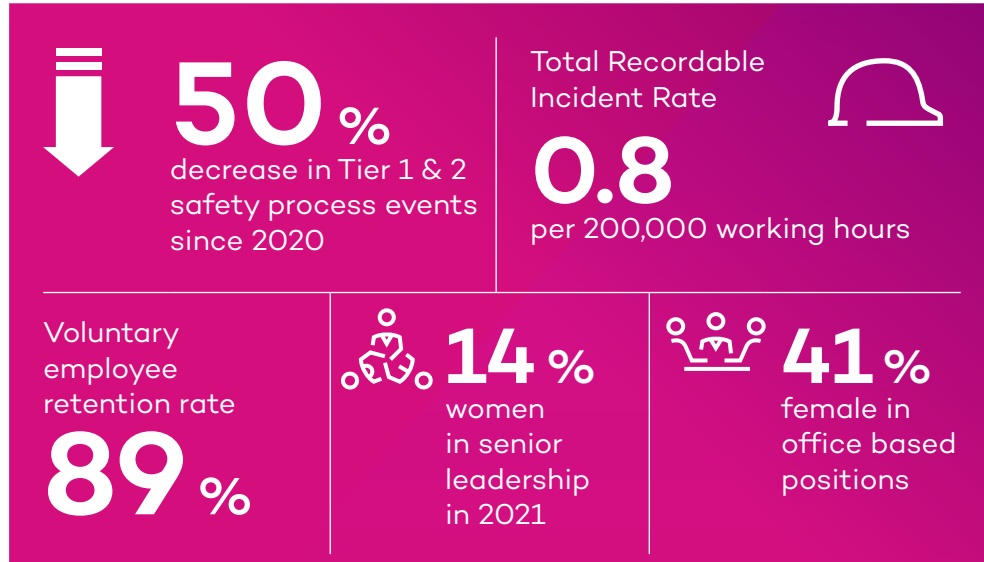 50 %
decrease in Tier 1 & 2
safety process events
since 2020
Total Recordable
Incident Rate
0.8
per 200,000 working hours
Voluntary
employee
retention rate
89 %
14 %
women
in senior
leadership
in 2021
41 %
female in
office based
positions